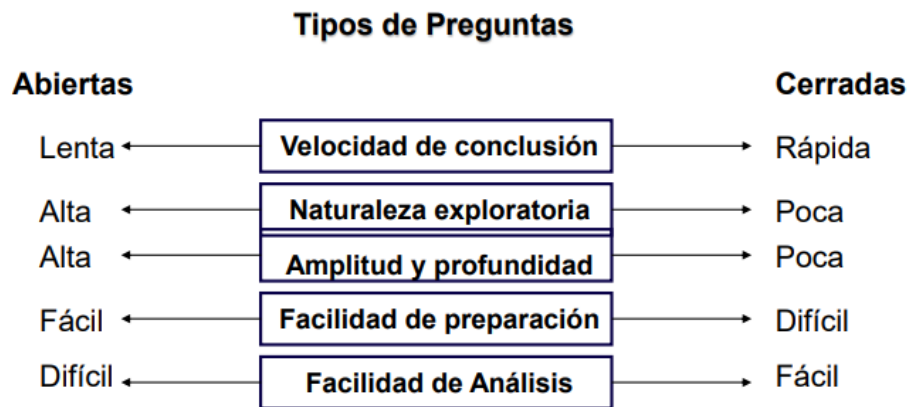 Tipos de Preguntas
Abiertas Cerradas
Lenta Velocidad de conclusión Rápida
Alta Naturaleza exploratoria Poca
Alta Amplitud y profundidad Poca
Fácil Facilidad de preparación Difícil
Difícil Facilidad de Análisis Fácil